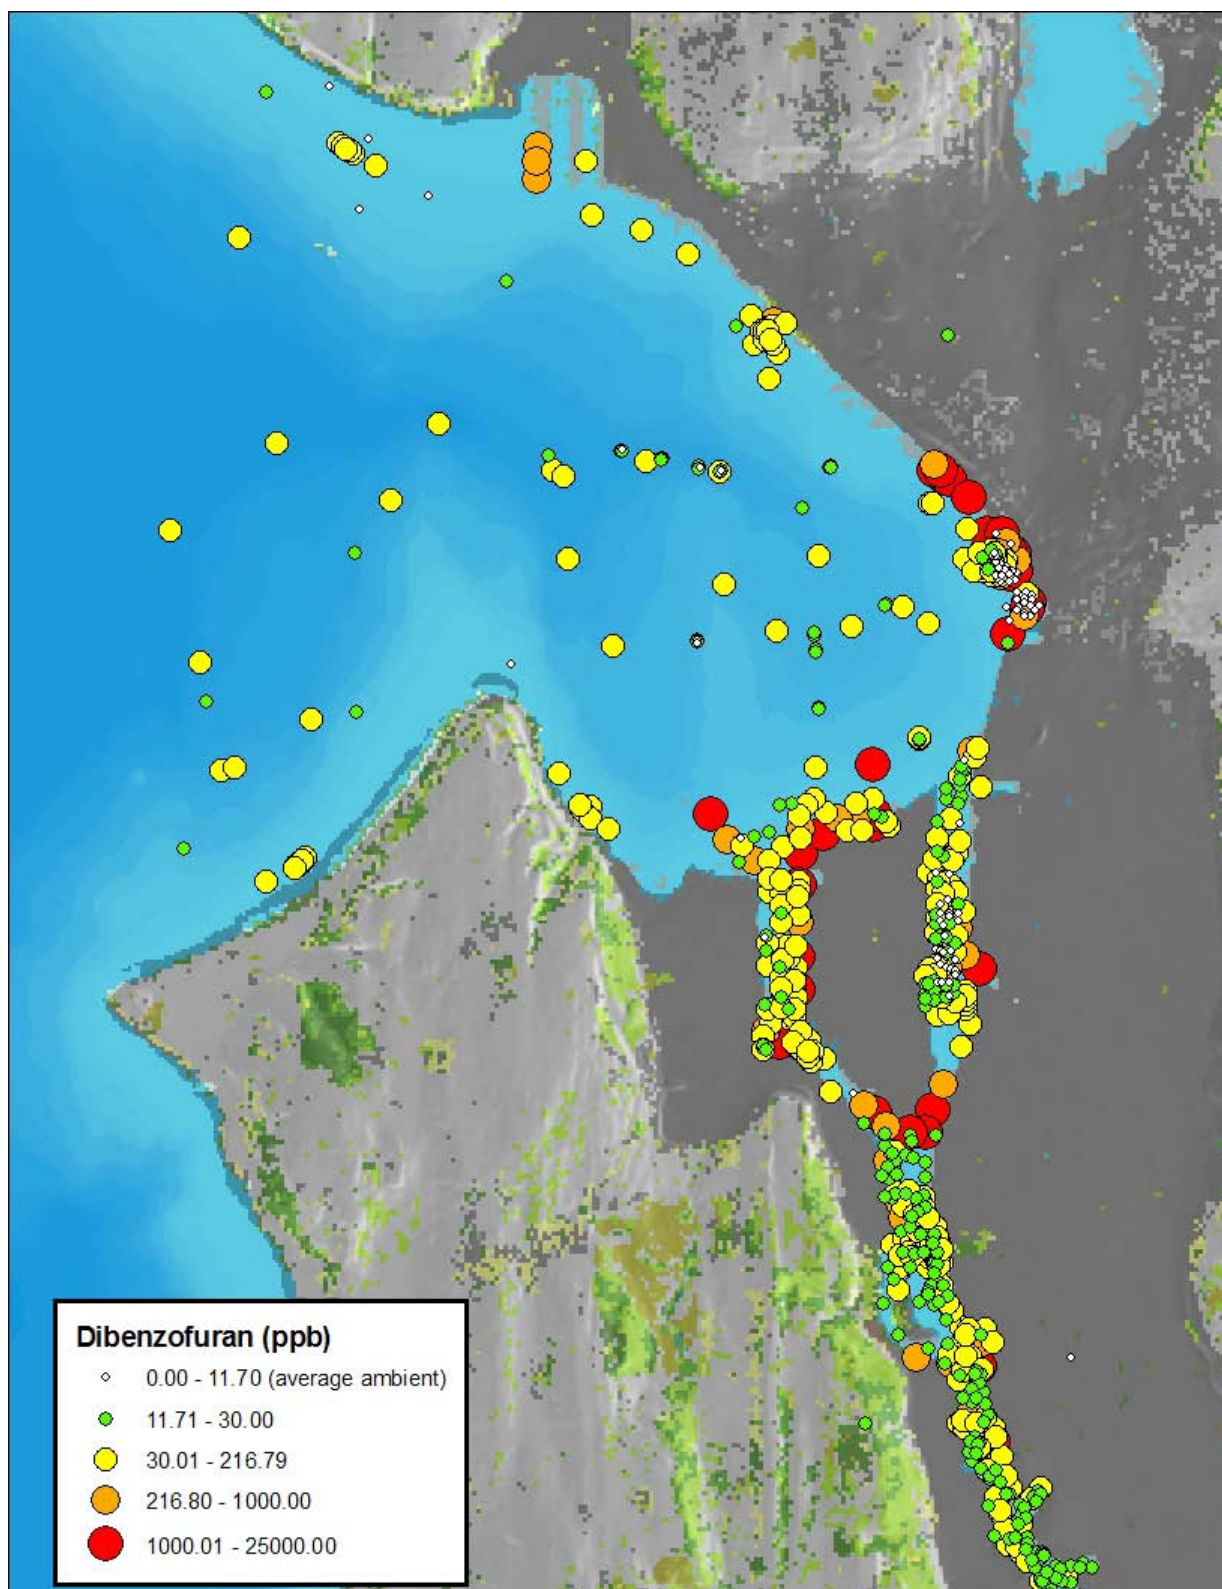 Dibenzofuran (ppb)
0.00 - 11.70 (average ambient)
11.71 - 30.00
30.01 - 216.79
216.80 - 1000.00
1000.01 - 25000.00